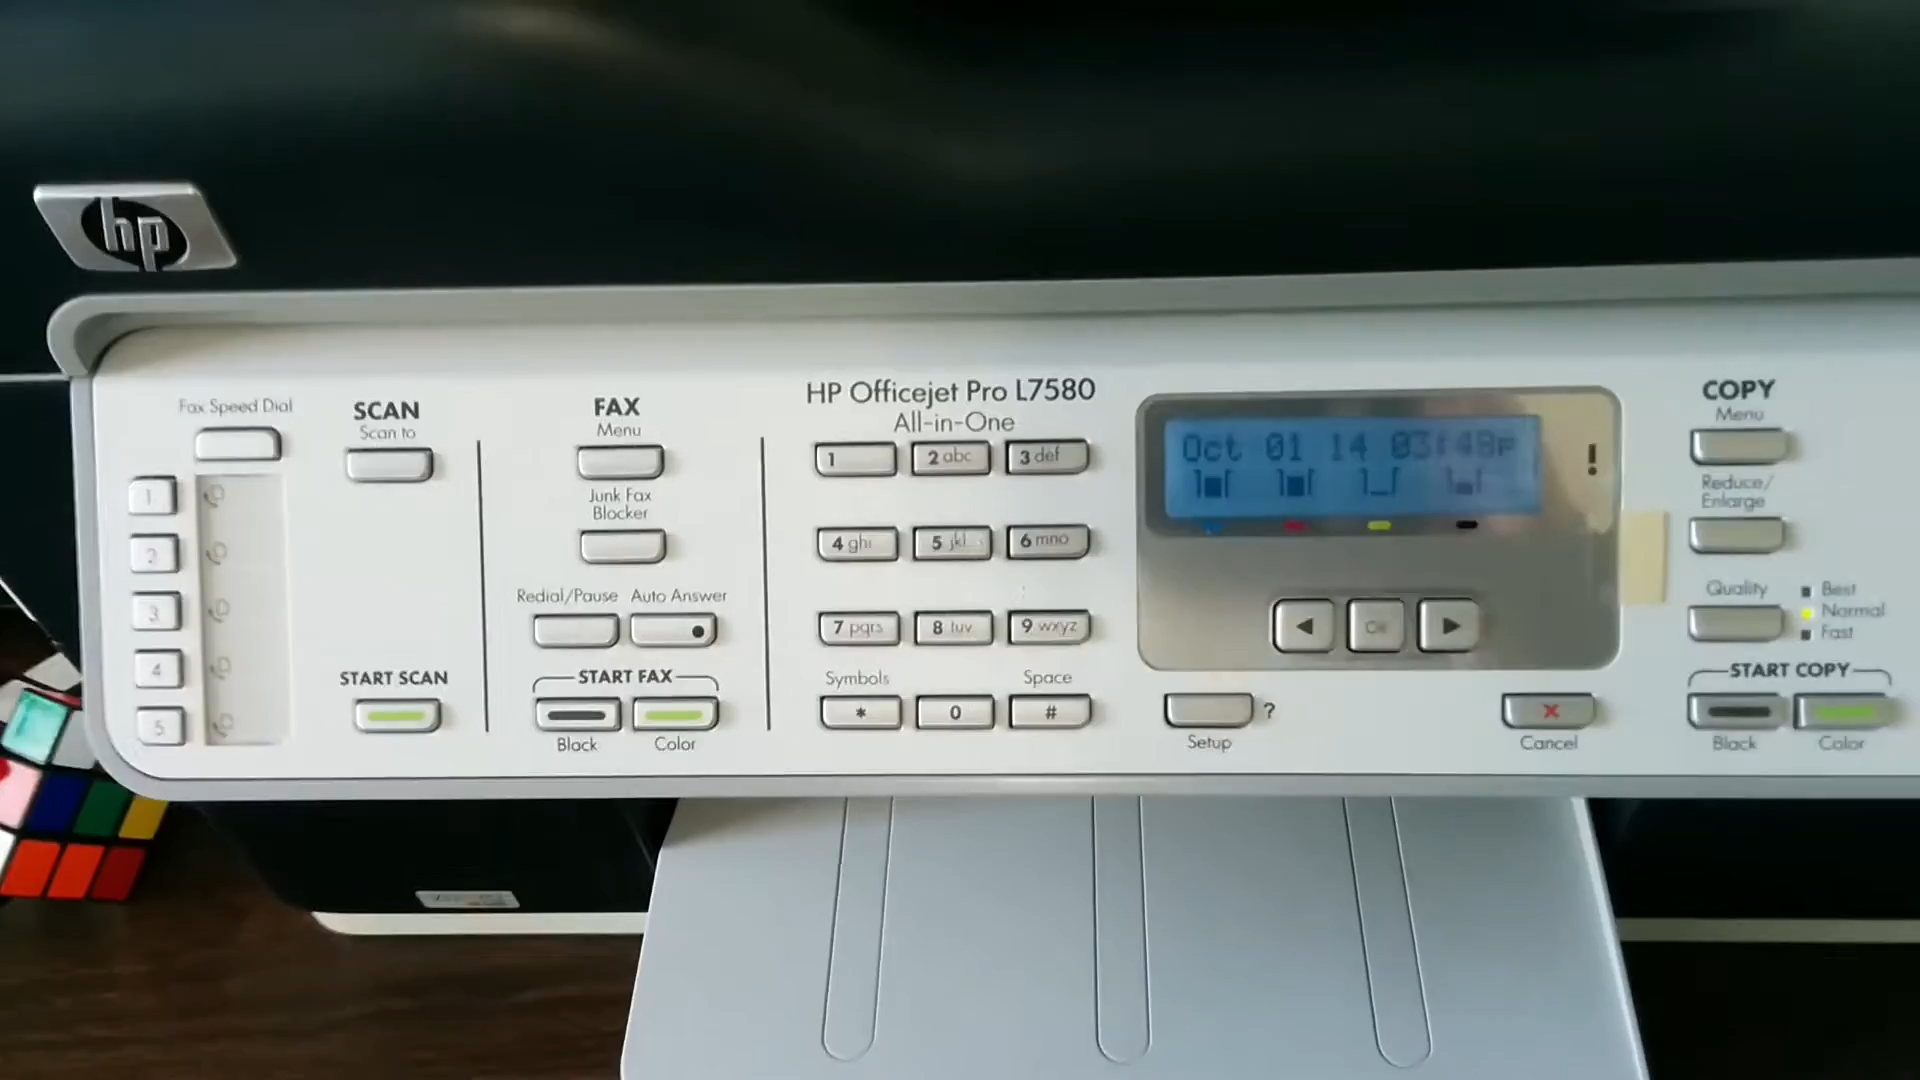 hp
HP Officejet Pro L7580
All-in-One
Fax Speed Dial
1
2
3
4
5
SCAN
Scan to
START SCAN
FAX
Menu
Junk Fax
Blocker
Redial/Pause Auto Answer
START FAX
Black Color
1 2 abc 3 def
4 ghi 5 jkl 6 mno
7 pqrs 8 tuv 9 wxyz
Symbols Space
* 0 #
Oct 01 14 03:48P
!
OK
Setup ?
Cancel
COPY
Menu
Reduce/
Enlarge
Quality
Best
Normal
Fast
START COPY
Black Color